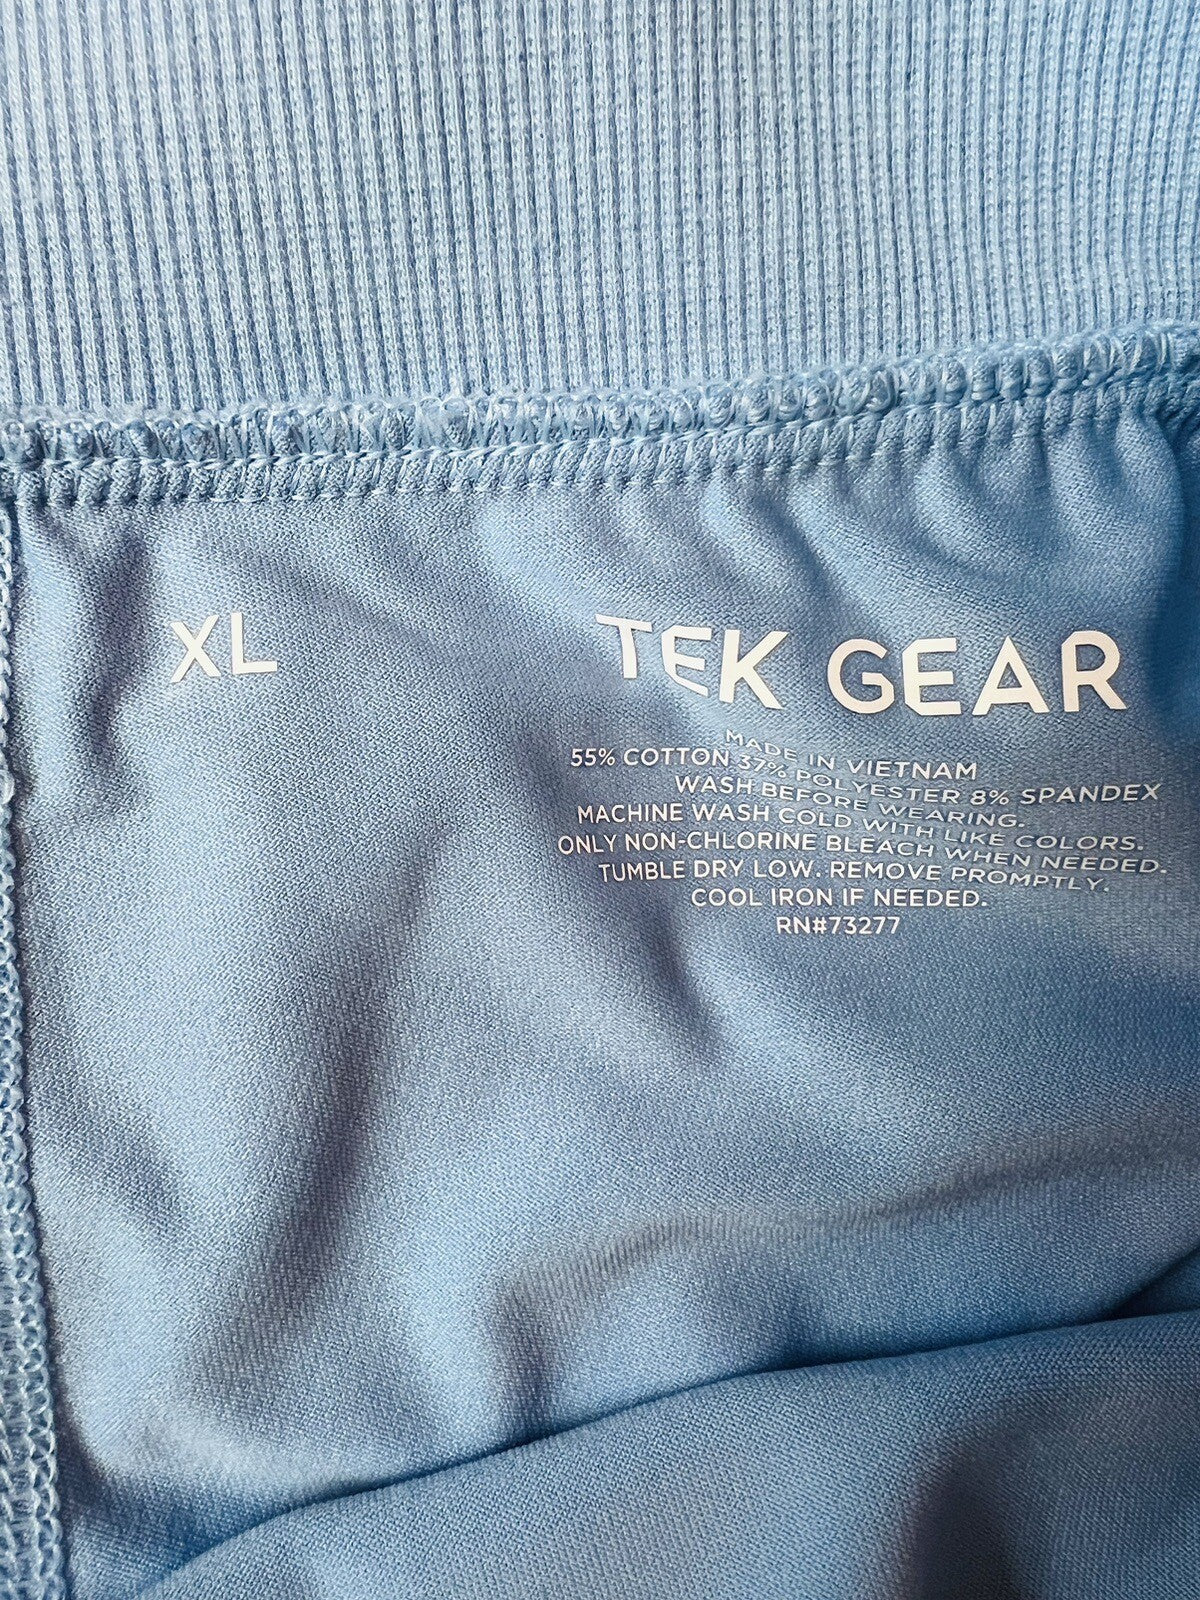 XL
TEK GEAR
MADE IN VIETNAM
55% COTTON 37% POLYESTER 8% SPANDEX
WASH BEFORE WEARING.
MACHINE WASH COLD WITH LIKE COLORS.
ONLY NON-CHLORINE BLEACH WHEN NEEDED.
TUMBLE DRY LOW. REMOVE PROMPTLY.
COOL IRON IF NEEDED.
RN#73277